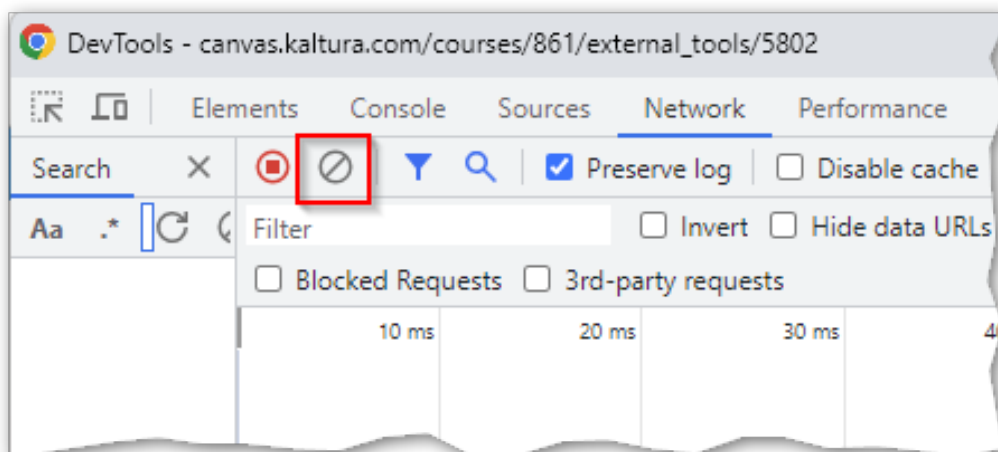 DevTools - canvas.kaltura.com/courses/861/external_tools/5802
Elements Console Sources Network Performance
Search Preserve log Disable cache
Aa .* Filter Invert Hide data URLs
Blocked Requests 3rd-party requests
10 ms 20 ms 30 ms